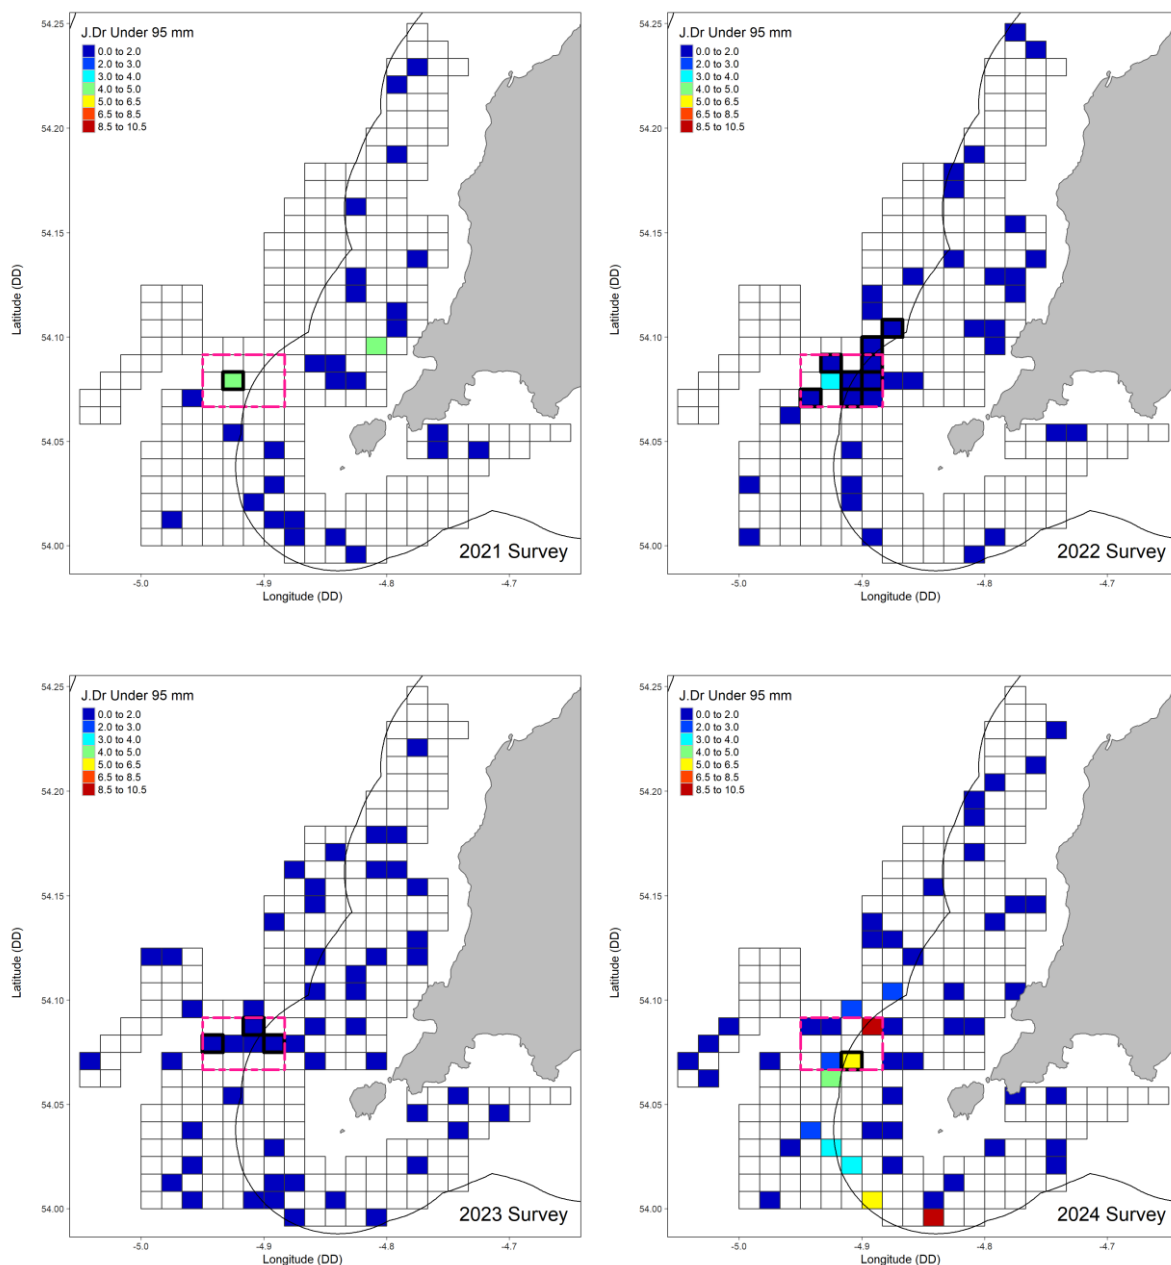 J.Dr Under 95 mm
0.0 to 2.0
2.0 to 3.0
3.0 to 4.0
4.0 to 5.0
5.0 to 6.5
6.5 to 8.5
8.5 to 10.5
54.25
54.20
54.15
54.10
54.05
54.00
Latitude (DD)
2021 Survey
-5.0 -4.9 -4.8 -4.7
Longitude (DD)
J.Dr Under 95 mm
0.0 to 2.0
2.0 to 3.0
3.0 to 4.0
4.0 to 5.0
5.0 to 6.5
6.5 to 8.5
8.5 to 10.5
54.25
54.20
54.15
54.10
54.05
54.00
Latitude (DD)
2022 Survey
-5.0 -4.9 -4.8 -4.7
Longitude (DD)
J.Dr Under 95 mm
0.0 to 2.0
2.0 to 3.0
3.0 to 4.0
4.0 to 5.0
5.0 to 6.5
6.5 to 8.5
8.5 to 10.5
54.25
54.20
54.15
54.10
54.05
54.00
Latitude (DD)
2023 Survey
-5.0 -4.9 -4.8 -4.7
Longitude (DD)
J.Dr Under 95 mm
0.0 to 2.0
2.0 to 3.0
3.0 to 4.0
4.0 to 5.0
5.0 to 6.5
6.5 to 8.5
8.5 to 10.5
54.25
54.20
54.15
54.10
54.05
54.00
Latitude (DD)
2024 Survey
-5.0 -4.9 -4.8 -4.7
Longitude (DD)